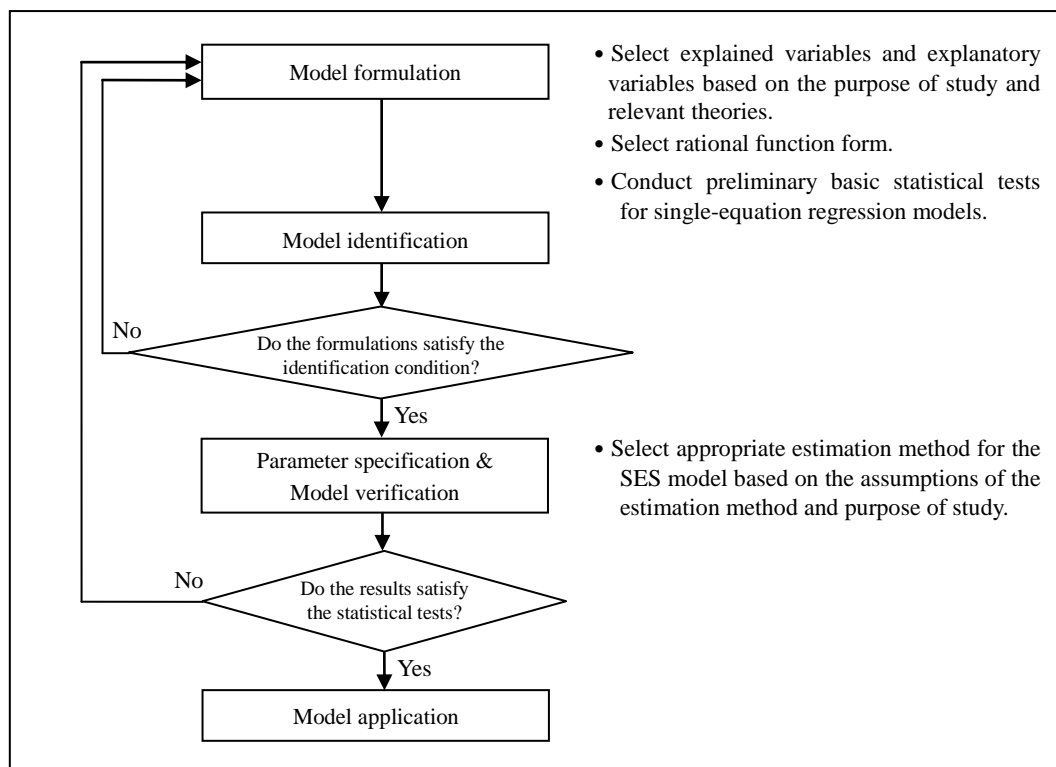 Model formulation
• Select explained variables and explanatory
variables based on the purpose of study and
relevant theories.
• Select rational function form.
• Conduct preliminary basic statistical tests
for single-equation regression models.
Model identification
No
Do the formulations satisfy the
identification condition?
Yes
Parameter specification &
Model verification
• Select appropriate estimation method for the
SES model based on the assumptions of the
estimation method and purpose of study.
No
Do the results satisfy
the statistical tests?
Yes
Model application